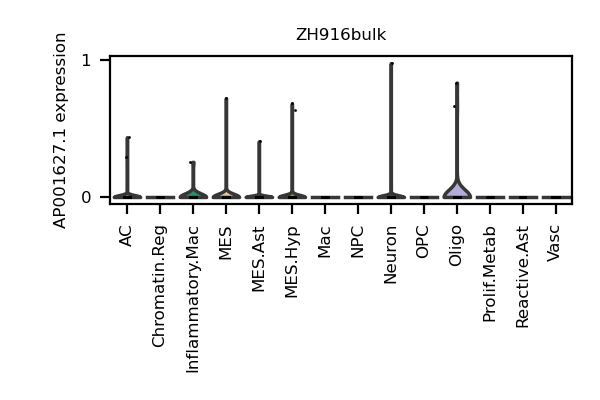 ZH916bulk
AP001627.1 expression
1
0
AC
Chromatin.Reg
Inflammatory.Mac
MES
MES.Ast
MES.Hyp
Mac
NPC
Neuron
OPC
Oligo
Prolif.Metab
Reactive.Ast
Vasc